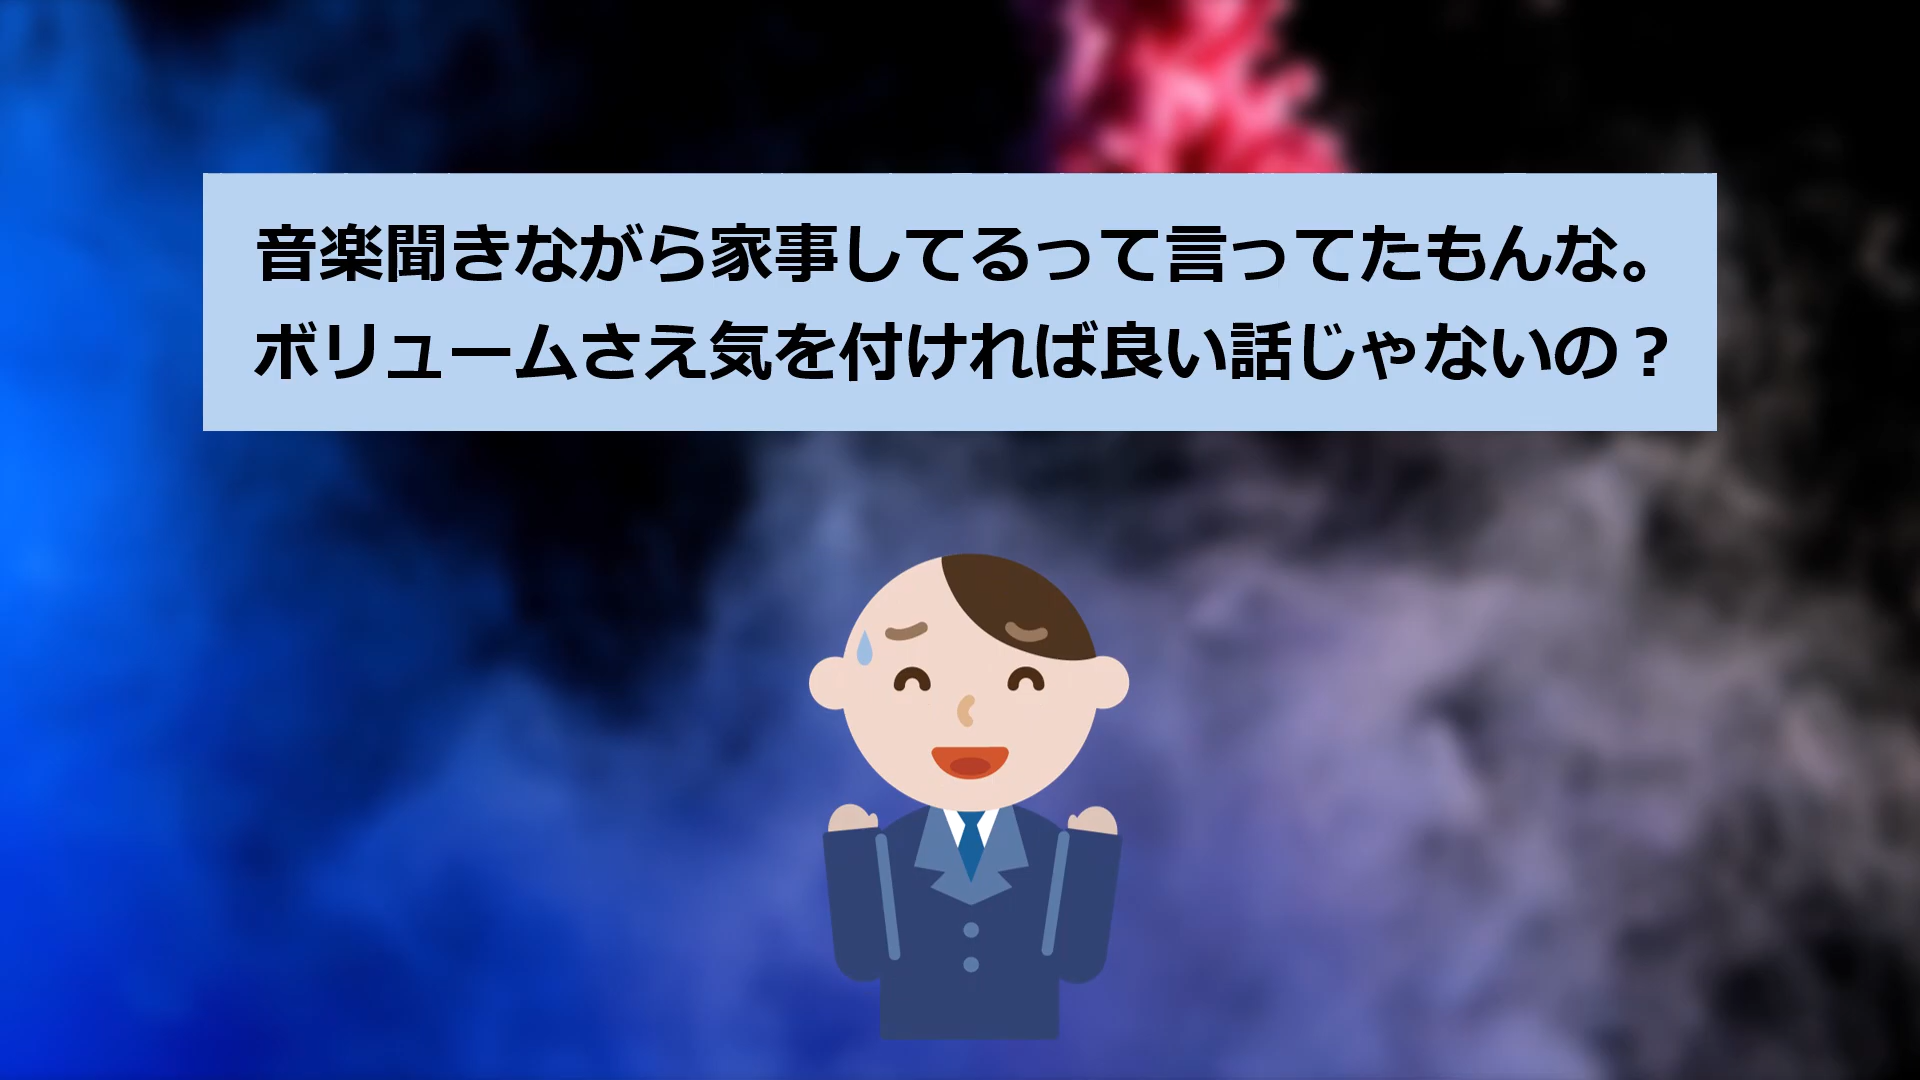 音楽聞きながら家事してるって言ってたもんな。
ボリュームさえ気を付ければ良い話じゃないの？